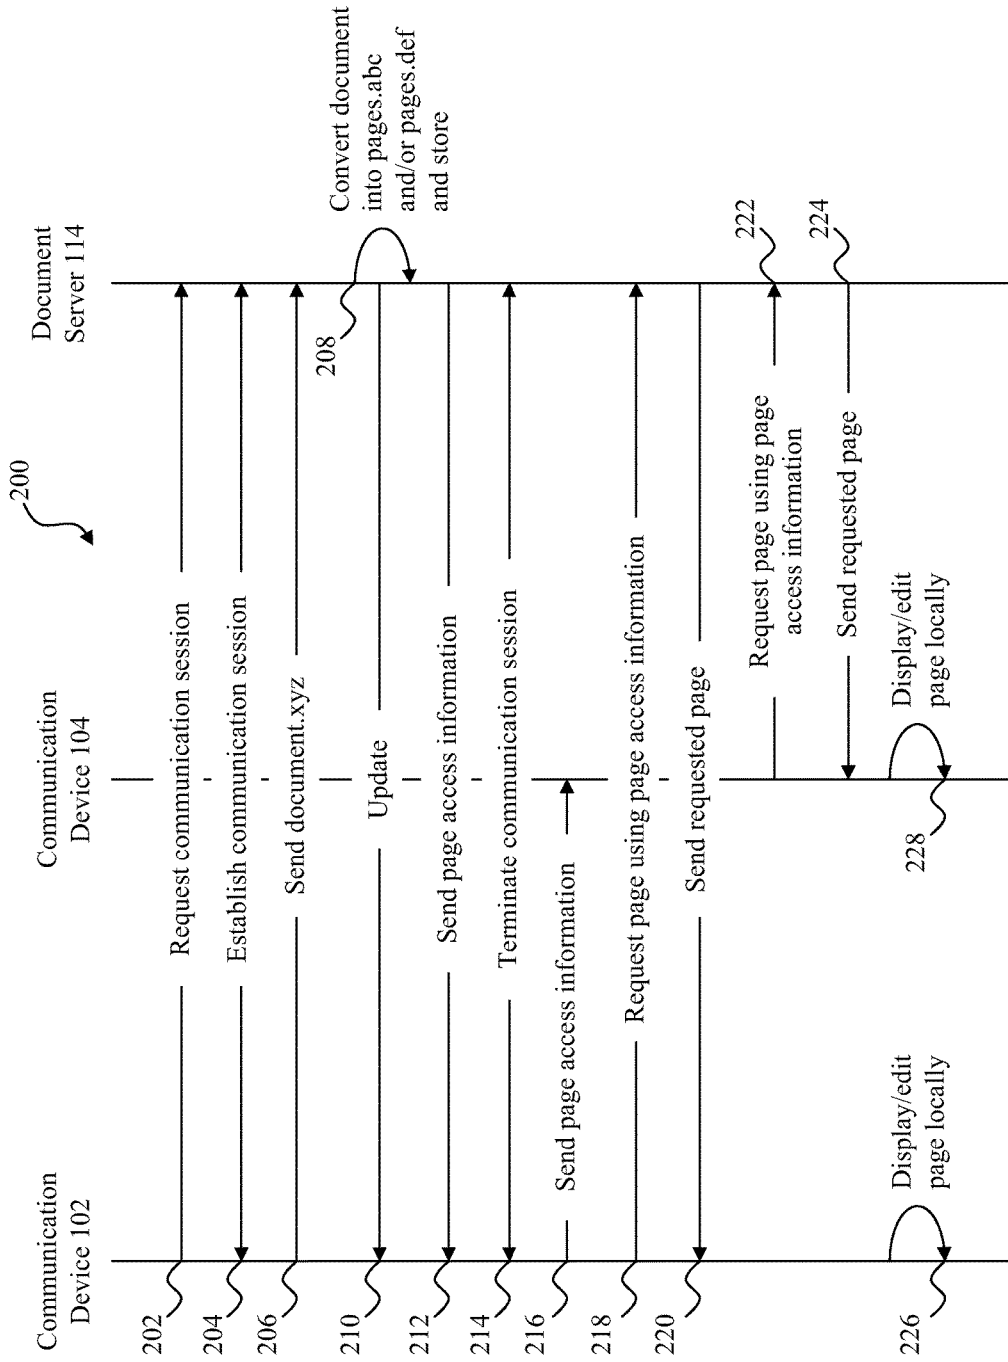 200
Communication
Device 102
Communication
Device 104
Document
Server 114
202
Request communication session
204
Establish communication session
206
Send document.xyz
208
Convert document
into pages.abc
and/or pages.def
and store
210
Update
212
Send page access information
214
Terminate communication session
216
Send page access information
218
Request page using page access information
220
Send requested page
Request page using page
access information
222
Send requested page
224
226
Display/edit
page locally
228
Display/edit
page locally